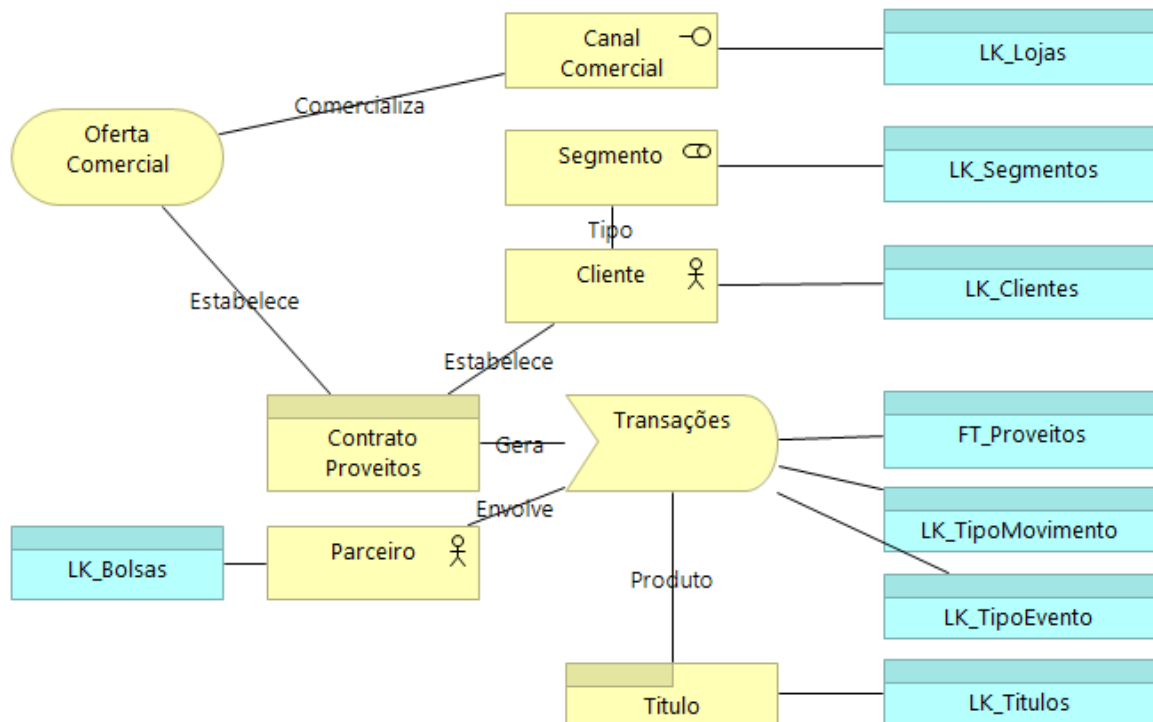 Canal
Comercial
LK_Lojas
Comercializa
Oferta
Comercial
Segmento
LK_Segmentos
Tipo
Cliente
LK_Clientes
Estabelece
Estabelece
Contrato
Proveitos
Gera
Transações
FT_Proveitos
Envolve
LK_TipoMovimento
LK_Bolsas
Parceiro
Produto
LK_TipoEvento
Titulo
LK_Titulos